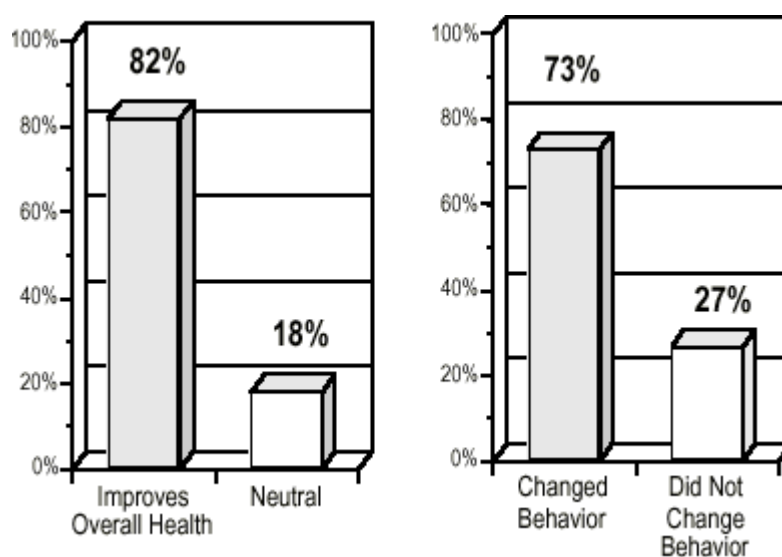 100%
80%
60%
40%
20%
0%
82%
18%
Improves
Overall Health
Neutral
100%
80%
60%
40%
20%
0%
73%
27%
Changed
Behavior
Did Not
Change
Behavior